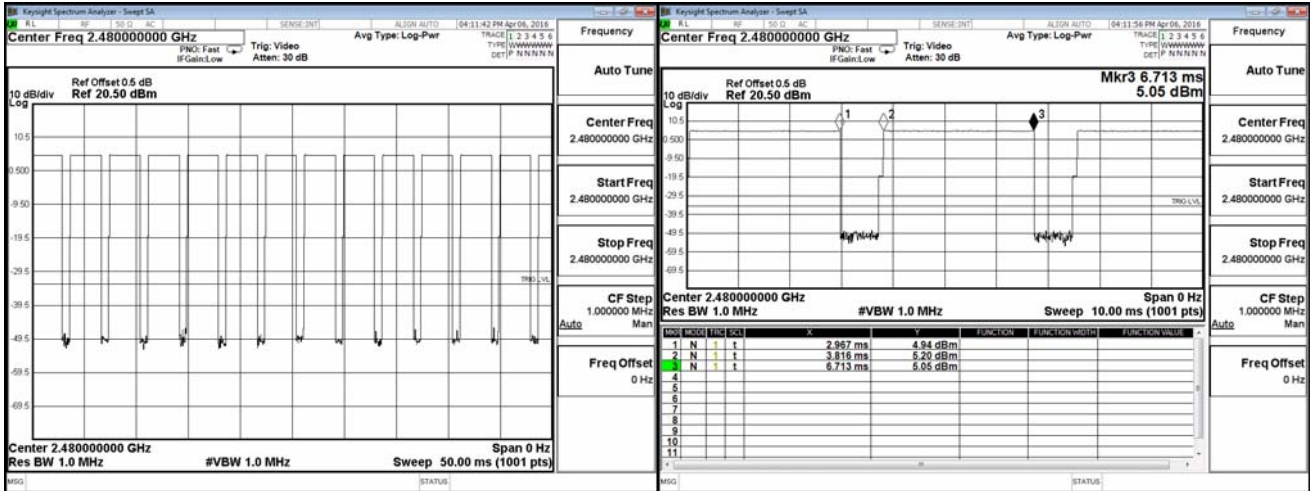 Keysight Spectrum Analyzer - Swept SA
RL RF 50 Ω AC SENSE:INT ALIGN AUTO 04:11:42 PM Apr 06, 2016
Center Freq 2.480000000 GHz
Avg Type: Log-Pwr
TRACE 1 2 3 4 5 6
TYPE WWWWWW
DET P NNNNN
PNO: Fast
IFGain:Low
Trig: Video
Atten: 30 dB
Ref Offset 0.5 dB
10 dB/div Ref 20.50 dBm
Log
10.5
0.500
-9.50
-19.5
-29.5
TRIG LVL
-39.5
-49.5
-59.5
-69.5
Center 2.480000000 GHz Span 0 Hz
Res BW 1.0 MHz #VBW 1.0 MHz Sweep 50.00 ms (1001 pts)
MSG STATUS
Frequency
Auto Tune
Center Freq
2.480000000 GHz
Start Freq
2.480000000 GHz
Stop Freq
2.480000000 GHz
CF Step
1.000000 MHz
Auto Man
Freq Offset
0 Hz
Keysight Spectrum Analyzer - Swept SA
RL RF 50 Ω AC SENSE:INT ALIGN AUTO 04:11:56 PM Apr 06, 2016
Center Freq 2.480000000 GHz
Avg Type: Log-Pwr
TRACE 1 2 3 4 5 6
TYPE WWWWWW
DET P NNNNN
PNO: Fast
IFGain:Low
Trig: Video
Atten: 30 dB
Mkr3 6.713 ms
5.05 dBm
Ref Offset 0.5 dB
10 dB/div Ref 20.50 dBm
Log
1 2 3
10.5
0.500
-9.50
-19.5
-29.5
TRIG LVL
-39.5
-49.5
-59.5
-69.5
Center 2.480000000 GHz Span 0 Hz
Res BW 1.0 MHz #VBW 1.0 MHz Sweep 10.00 ms (1001 pts)
MKR MODE TRC SCL X Y FUNCTION FUNCTION WIDTH FUNCTION VALUE
1 N 1 t 2.967 ms 4.94 dBm
2 N 1 t 3.816 ms 5.20 dBm
3 N 1 t 6.713 ms 5.05 dBm
4
5
6
7
8
9
10
11
MSG STATUS
Frequency
Auto Tune
Center Freq
2.480000000 GHz
Start Freq
2.480000000 GHz
Stop Freq
2.480000000 GHz
CF Step
1.000000 MHz
Auto Man
Freq Offset
0 Hz